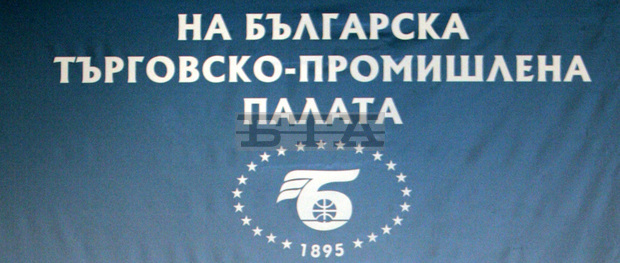 НА БЪЛГАРСКА
ТЪРГОВСКО-ПРОМИШЛЕНА
ПАЛАТА
БТА
Б
1895